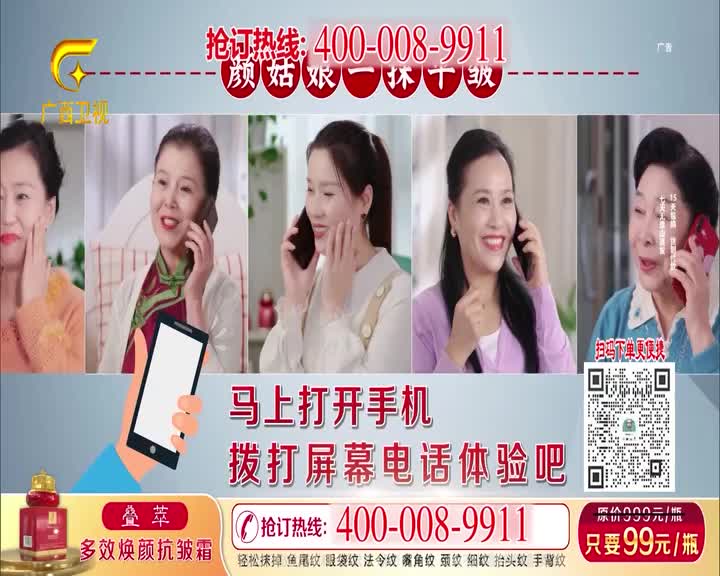 抢订热线: 400-008-9911
广告
颜姑娘一抹平皱
广西卫视
扫码下单更便捷
马上打开手机
拨打屏幕电话体验吧
叠萃
多效焕颜抗皱霜
抢订热线: 400-008-9911
轻松抹掉 鱼尾纹 眼袋纹 法令纹 嘴角纹 颈纹 细纹 抬头纹 手背纹
原价999元/瓶
只要99元/瓶